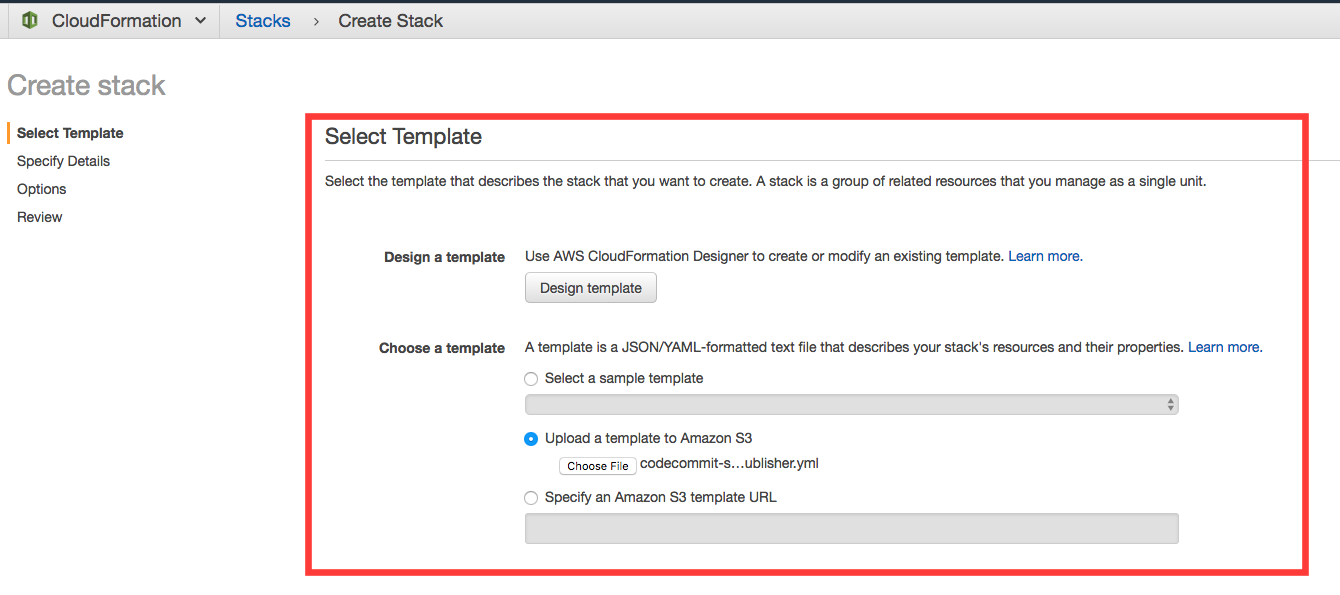 CloudFormation Stacks > Create Stack
Create stack
Select Template
Specify Details
Options
Review
Select Template
Select the template that describes the stack that you want to create. A stack is a group of related resources that you manage as a single unit.
Design a template Use AWS CloudFormation Designer to create or modify an existing template. Learn more.
Design template
Choose a template A template is a JSON/YAML-formatted text file that describes your stack's resources and their properties. Learn more.
Select a sample template
Upload a template to Amazon S3
Choose File codecommit-s...ublisher.yml
Specify an Amazon S3 template URL